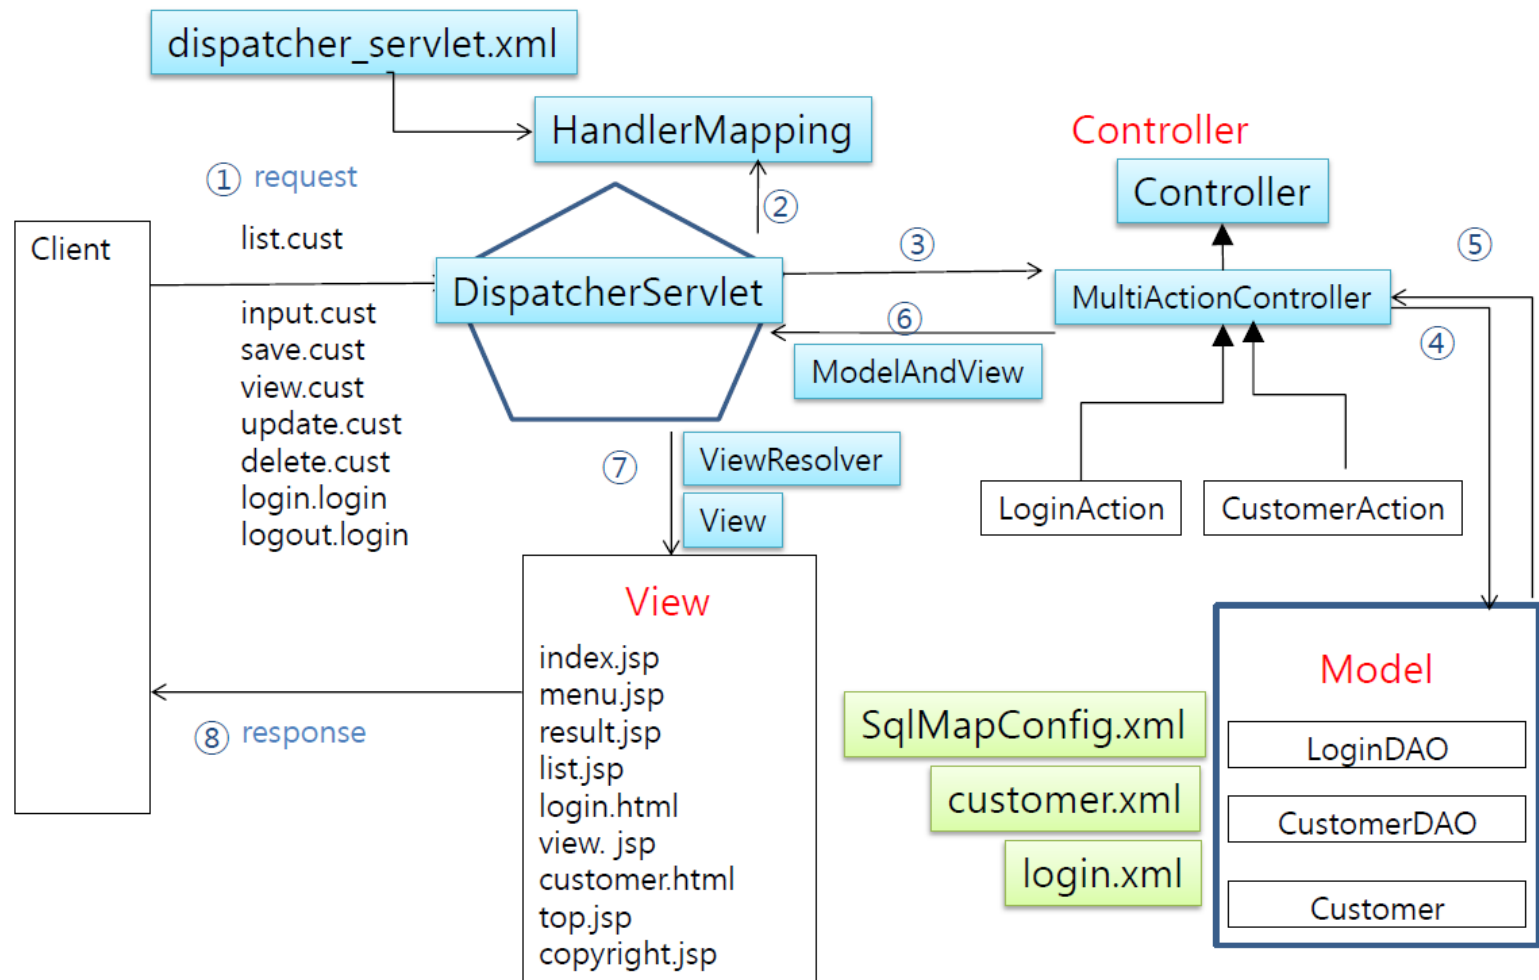 dispatcher_servlet.xml
HandlerMapping
Controller
① request
Controller
②
list.cust
③
⑤
Client
DispatcherServlet
MultiActionController
input.cust
⑥
④
save.cust
ModelAndView
view.cust
update.cust
delete.cust
⑦
ViewResolver
login.login
LoginAction
CustomerAction
View
logout.login
View
index.jsp
menu.jsp
result.jsp
list.jsp
login.html
view. jsp
customer.html
top.jsp
copyright.jsp
Model
SqlMapConfig.xml
LoginDAO
⑧ response
customer.xml
CustomerDAO
login.xml
Customer